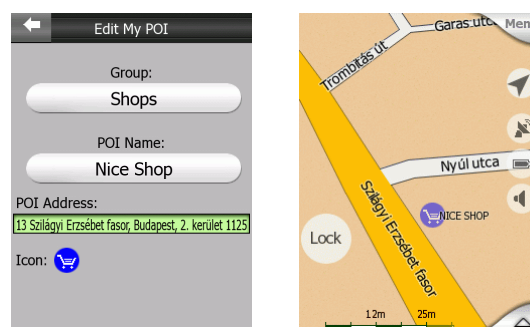 Edit My POI
Group:
Shops
POI Name:
Nice Shop
POI Address:
13 Szilágyi Erzsébet fasor, Budapest, 2. kerület 1125
Icon:
Garas utca
Men
Trombitás út
Nyúl utca
Szilágyi Erzsébet fasor
NICE SHOP
Lock
12m
25m